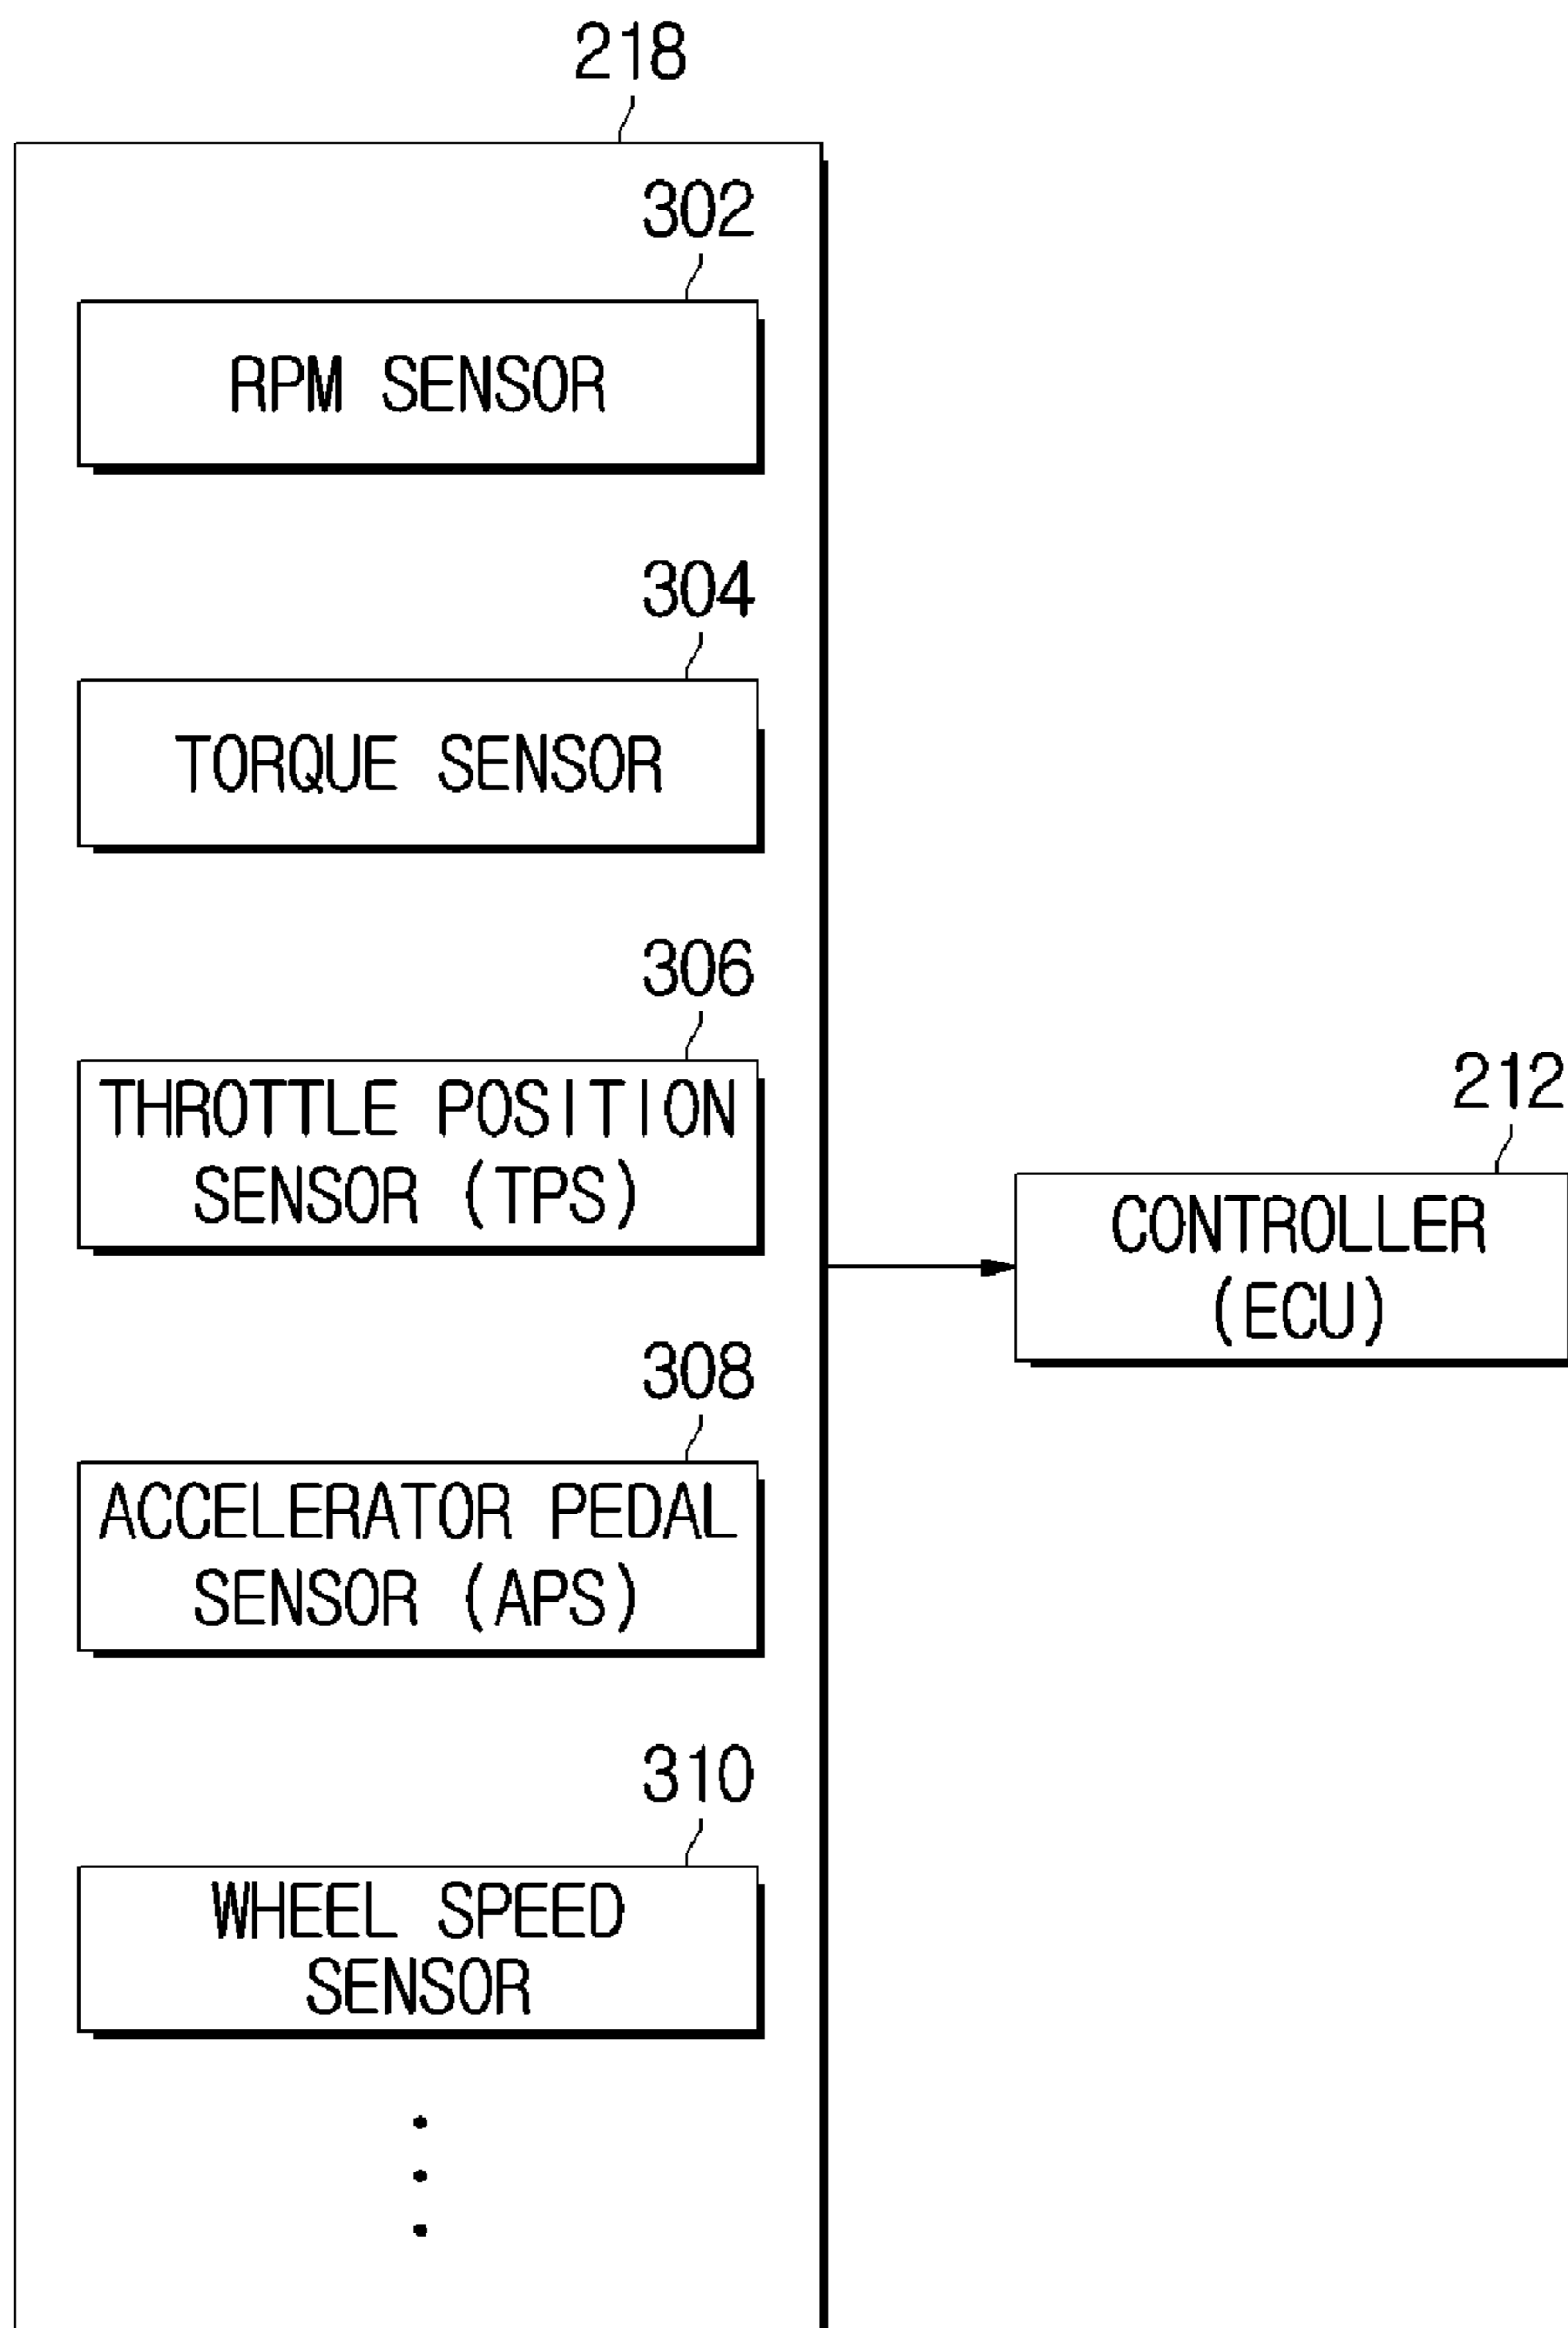 218
302
RPM SENSOR
304
TORQUE SENSOR
306
THROTTLE POSITION
SENSOR (TPS)
308
ACCELERATOR PEDAL
SENSOR (APS)
310
WHEEL SPEED
SENSOR
212
CONTROLLER
(ECU)